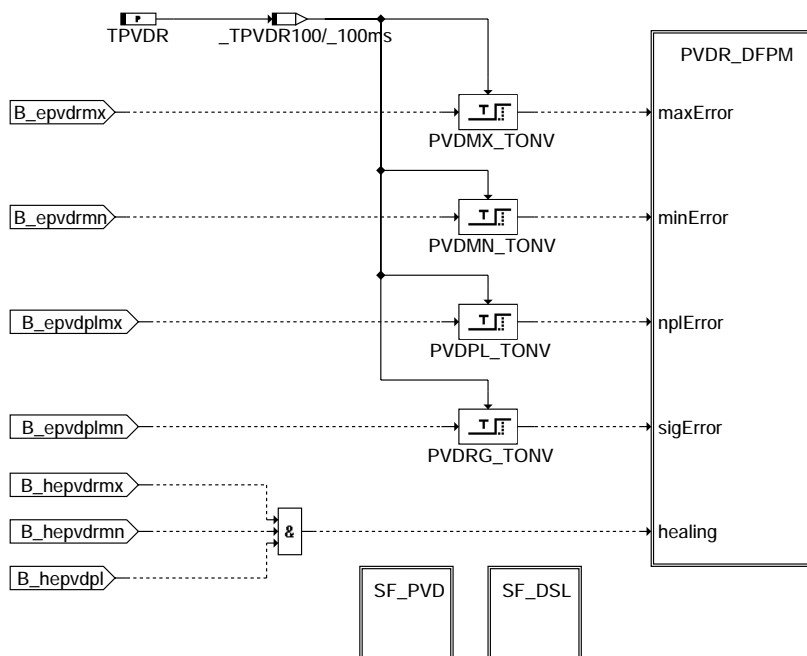 P
TPVDR
_TPVDR100/_100ms
PVDR_DFPM
B_epvdrmx
T
PVDMX_TONV
maxError
B_epvdrmn
T
PVDMN_TONV
minError
B_epvdplmx
T
PVDPL_TONV
nplError
B_epvdplmn
T
PVDRG_TONV
sigError
B_hepvdrmx
B_hepvdrmn
&
healing
B_hepvdpl
SF_PVD
SF_DSL